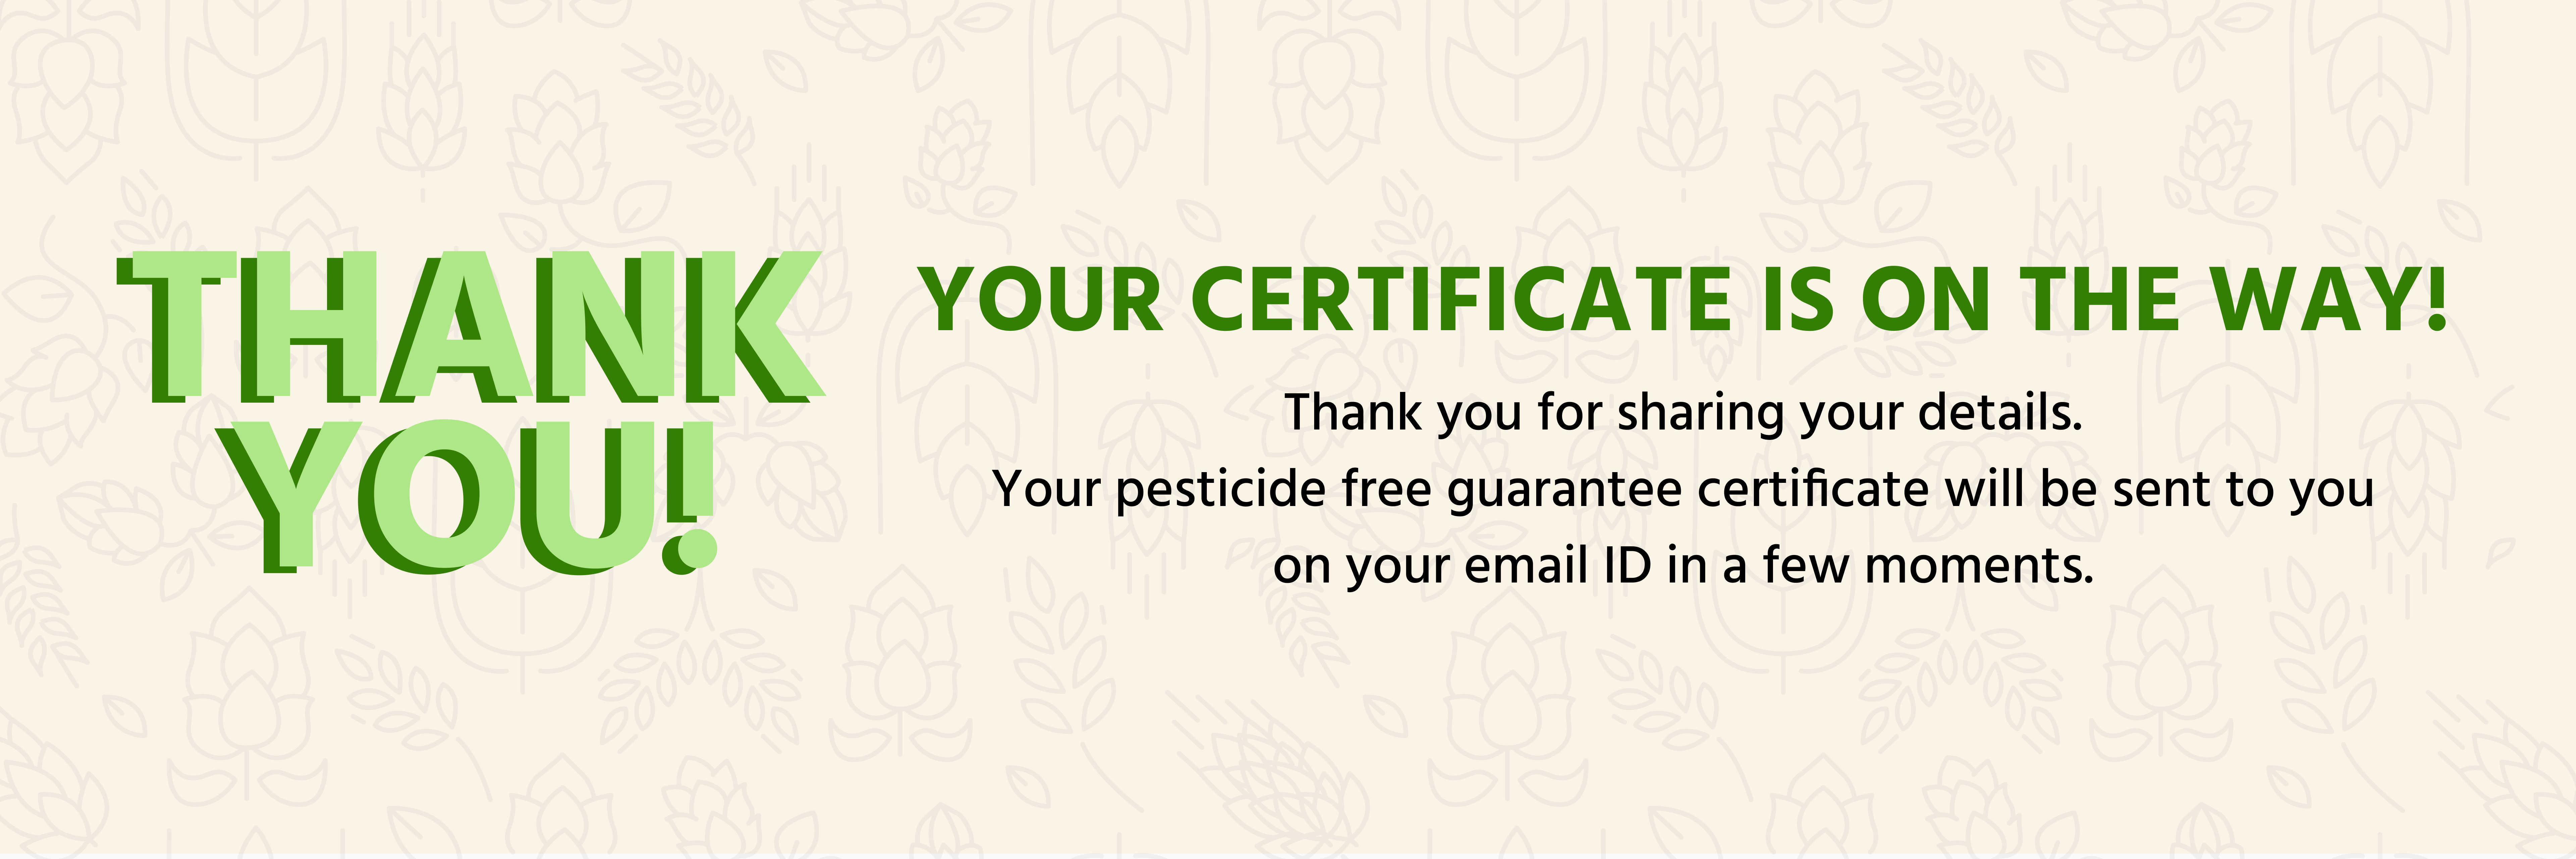 THANK
YOU!
YOUR CERTIFICATE IS ON THE WAY!
Thank you for sharing your details.
Your pesticide free guarantee certificate will be sent to you
on your email ID in a few moments.